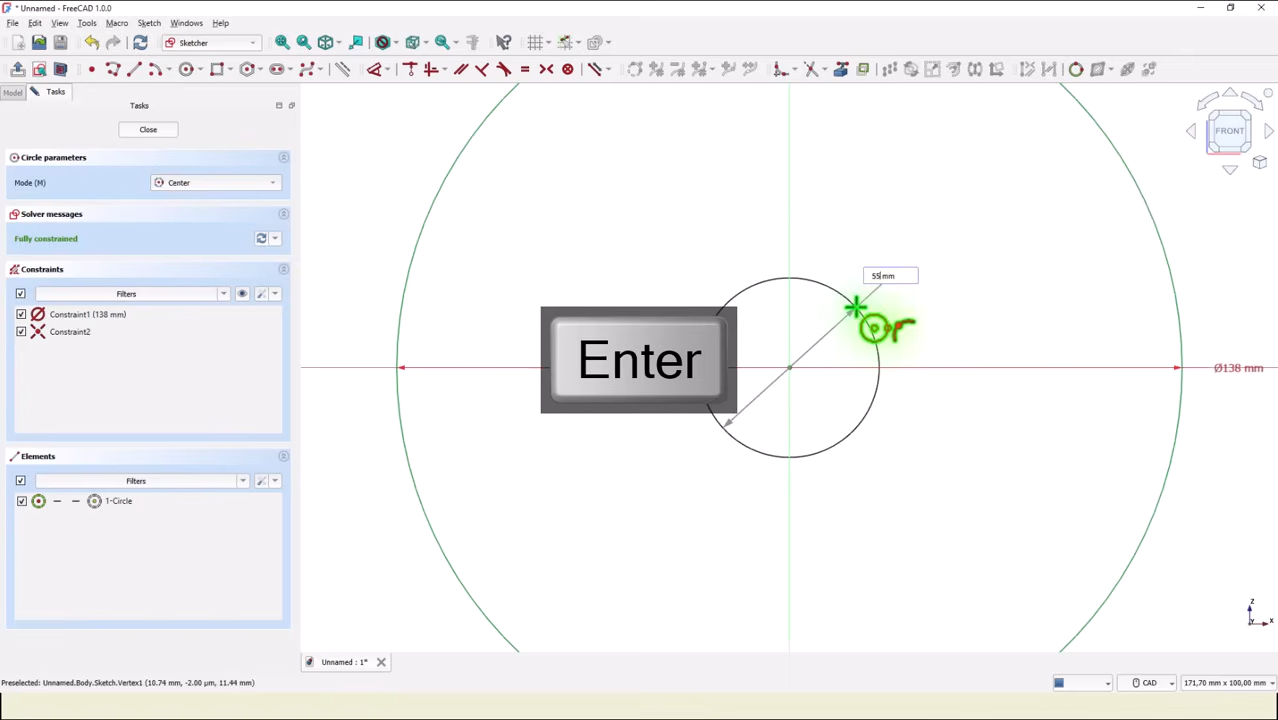 * Unnamed - FreeCAD 1.0.0
File Edit View Tools Macro Sketch Windows Help
Sketcher
Model Tasks
Tasks
Close
Circle parameters
Mode (M) Center
Solver messages
Fully constrained
Constraints
Filters
Constraint1 (138 mm)
Constraint2
Elements
Filters
1-Circle
FRONT
55 mm
Enter
Ø138 mm
Z
Y
X
Unnamed : 1*
Preselected: Unnamed.Body.Sketch.Vertex1 (10.74 mm, -2.00 µm, 11.44 mm)
CAD
171,70 mm x 100,00 mm